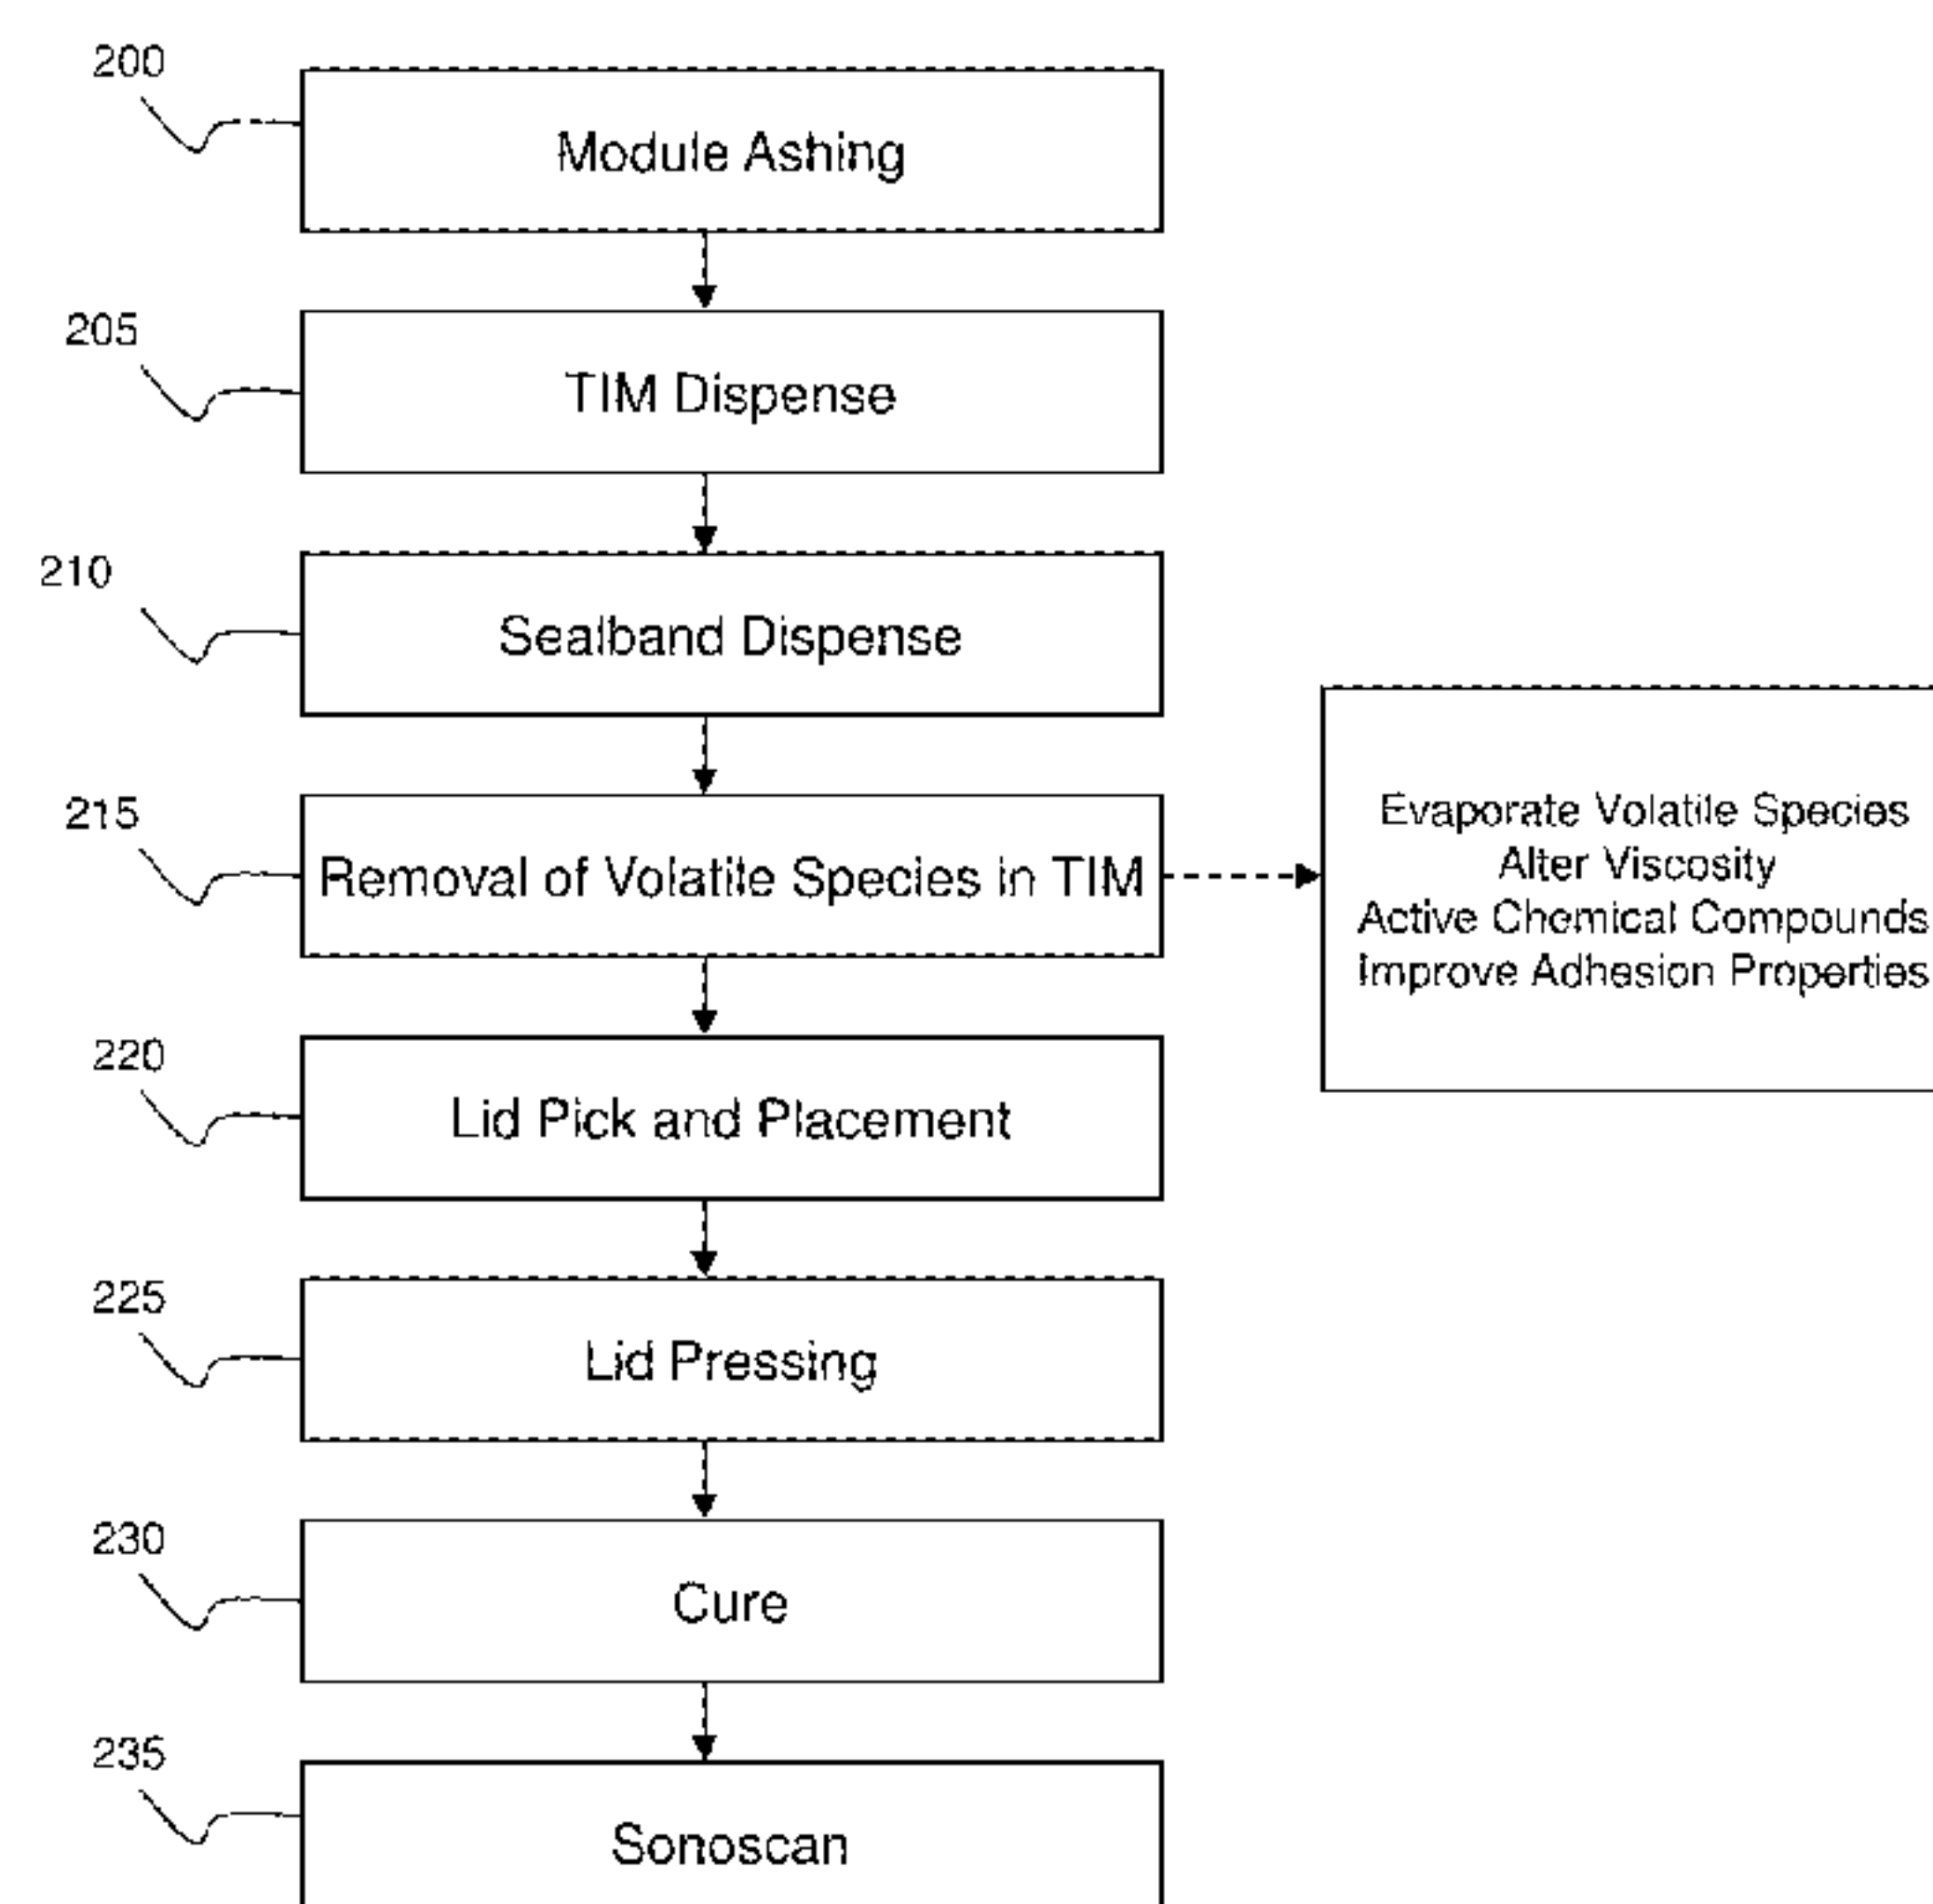 200
Module Ashing
205
TIM Dispense
210
Sealband Dispense
215
Removal of Volatile Species in TIM
Evaporate Volatile Species
Alter Viscosity
Active Chemical Compounds
Improve Adhesion Properties
220
Lid Pick and Placement
225
Lid Pressing
230
Cure
235
Sonoscan